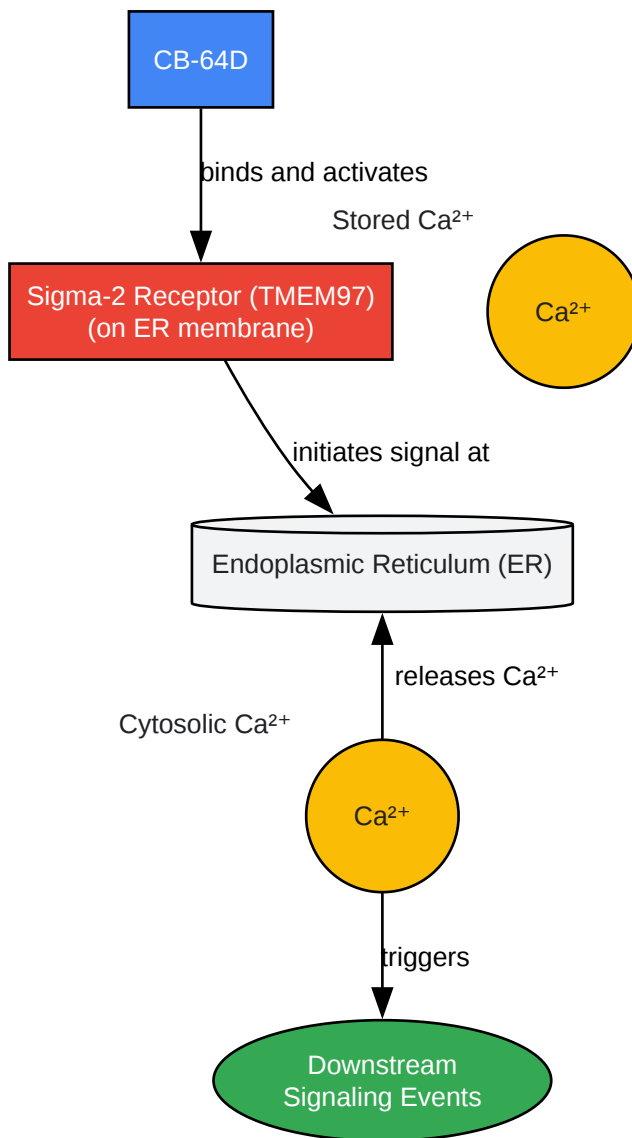 CB-64D
binds and activates
Stored Ca²⁺
Sigma-2 Receptor (TMEM97)
(on ER membrane)
Ca²⁺
initiates signal at
Endoplasmic Reticulum (ER)
releases Ca²⁺
Cytosolic Ca²⁺
Ca²⁺
triggers
Downstream
Signaling Events